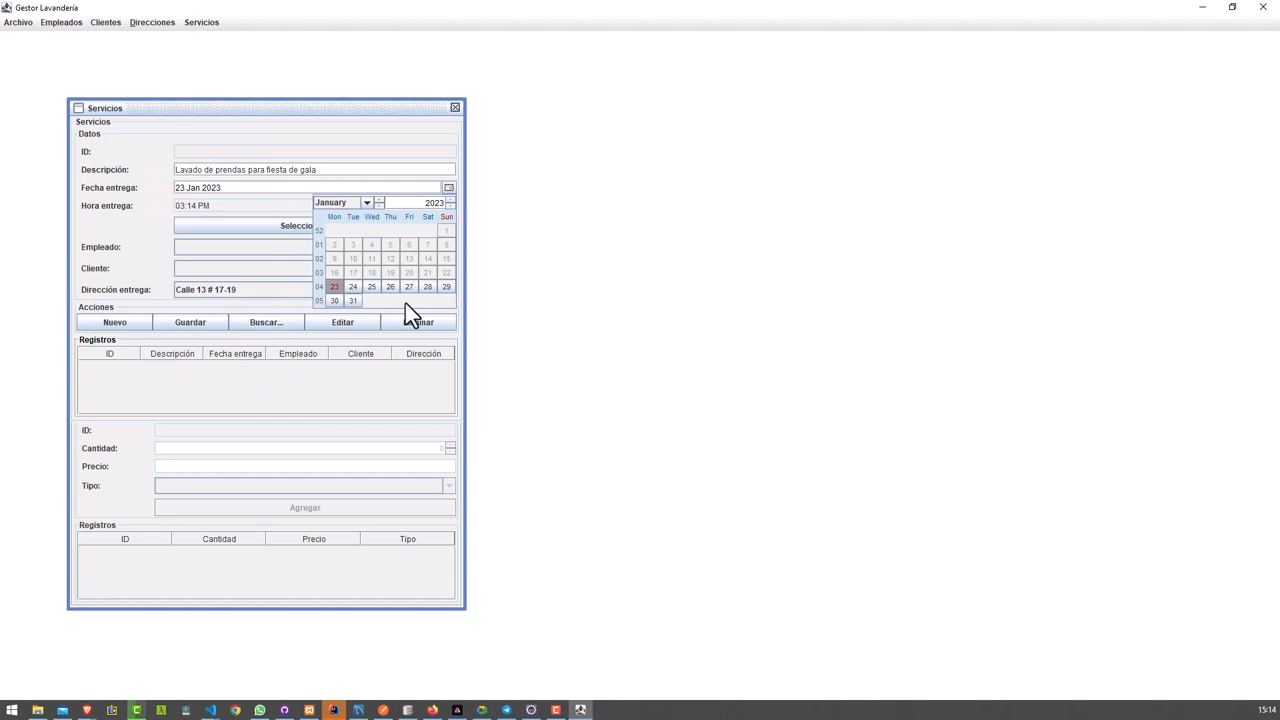 Gestor Lavandería
Archivo Empleados Clientes Direcciones Servicios
Servicios
Servicios
Datos
ID:
Descripción: Lavado de prendas para fiesta de gala
Fecha entrega: 23 Jan 2023
Hora entrega: 03:14 PM
January 2023
Mon Tue Wed Thu Fri Sat Sun
52 1
01 2 3 4 5 6 7 8
02 9 10 11 12 13 14 15
03 16 17 18 19 20 21 22
04 23 24 25 26 27 28 29
05 30 31
Seleccio
Empleado:
Cliente:
Dirección entrega: Calle 13 # 17-19
Acciones
Nuevo Guardar Buscar... Editar
Registros
ID Descripción Fecha entrega Empleado Cliente Dirección
ID:
Cantidad: 0
Precio:
Tipo:
Agregar
Registros
ID Cantidad Precio Tipo
15:14